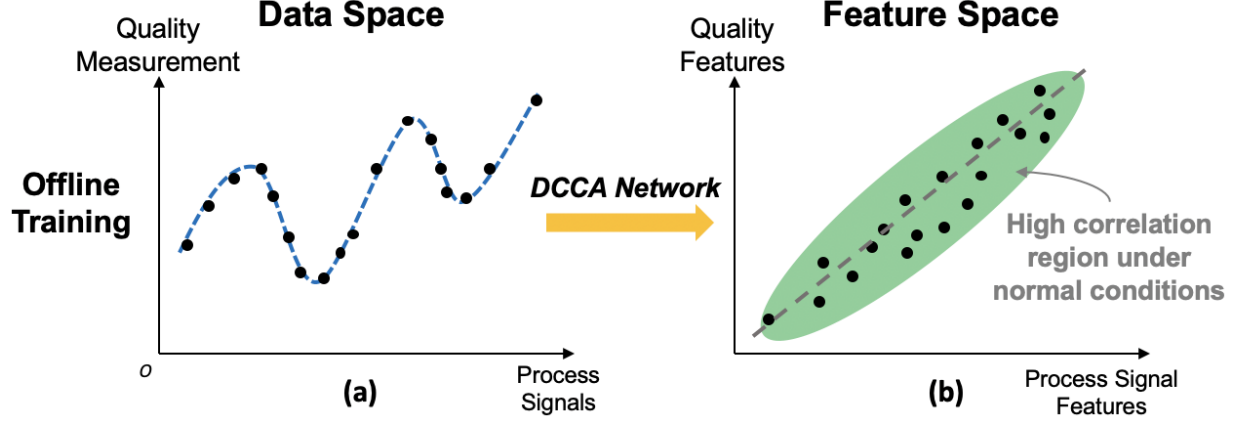 Data Space
Feature Space
Quality
Measurement
Quality
Features
Offline
Training
DCCA Network
High correlation
region under
normal conditions
o
Process
Signals
(a)
Process Signal
Features
(b)